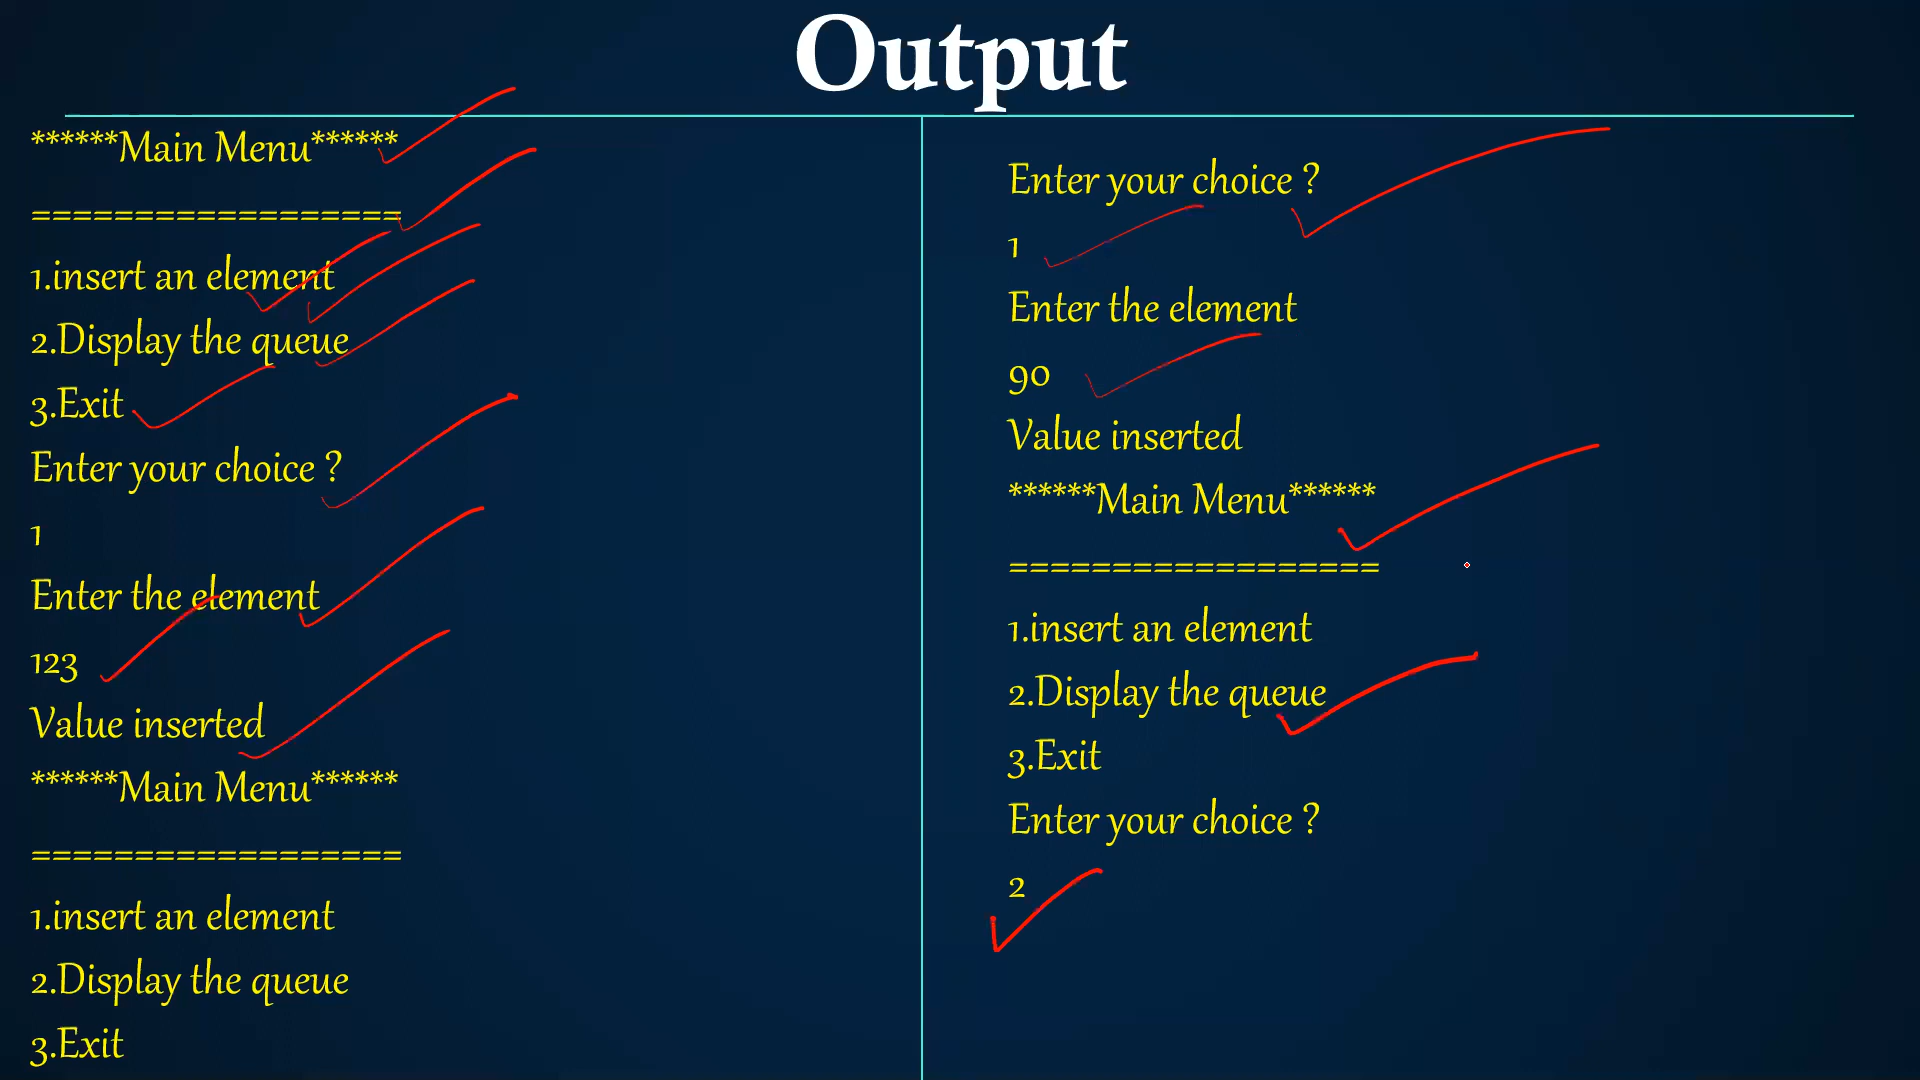 Output
******Main Menu******
==================
1.insert an element
2.Display the queue
3.Exit
Enter your choice ?
1
Enter the element
123
Value inserted
******Main Menu******
==================
1.insert an element
2.Display the queue
3.Exit
Enter your choice ?
1
Enter the element
90
Value inserted
******Main Menu******
==================
1.insert an element
2.Display the queue
3.Exit
Enter your choice ?
2